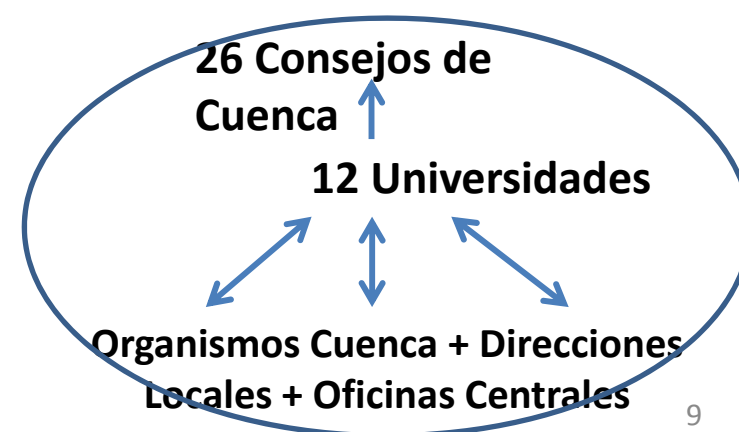 26 Consejos de
Cuenca
12 Universidades
Organismos Cuenca + Direcciones
Locales + Oficinas Centrales
9